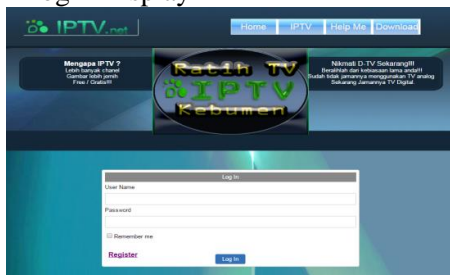 IPTV.net
Home IPTV Help Me Download
Mengapa IPTV ?
Lebih banyak chanel
Gambar lebih jernih
Free / Gratis!!!
Ratih TV
IPTV
Kebumen
Nikmati D-TV Sekarang!!!
Beralihlah dari kebiasaan lama anda!!!
Sudah tidak jamannya menggunakan TV analog
Sekarang Jamannya TV Digital.
Log In
User Name
Password
Remember me
Register
Log In